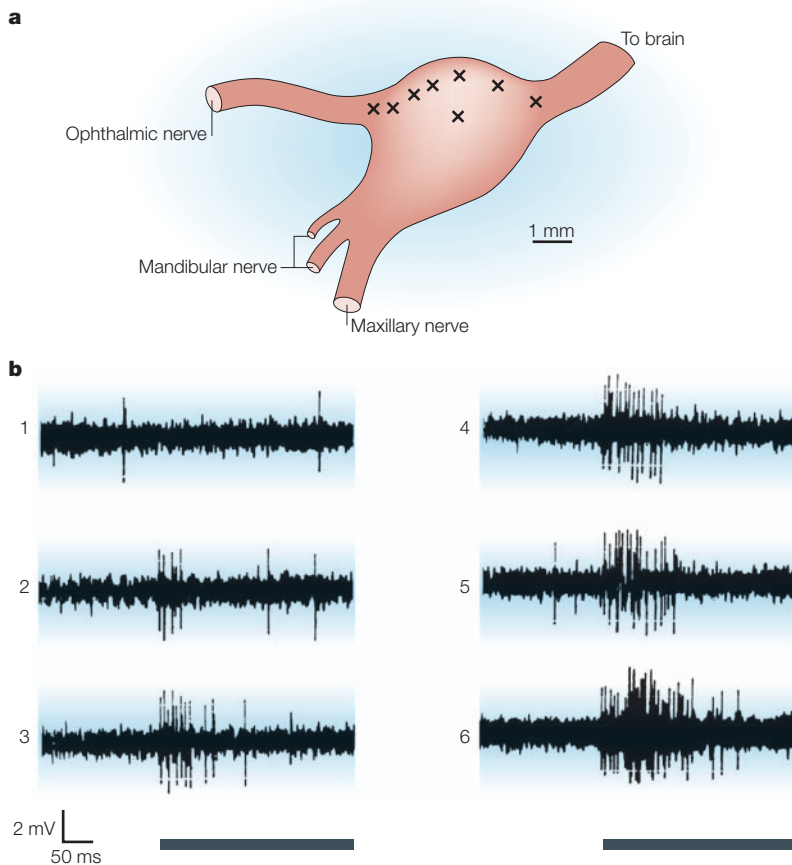 a
To brain
Ophthalmic nerve
1 mm
Mandibular nerve
Maxillary nerve
b
1
4
2
5
3
6
2 mV
50 ms